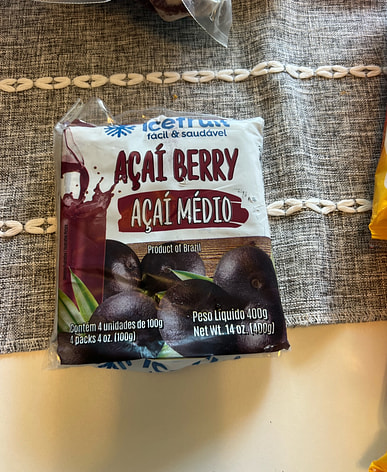 icefruit
fácil & saudável
AÇAÍ BERRY
AÇAÍ MÉDIO
Product of Brazil
Contém 4 unidades de 100g
4 packs 4 oz. (100g)
Peso Líquido 400g
Net Wt. 14 oz. (400g)